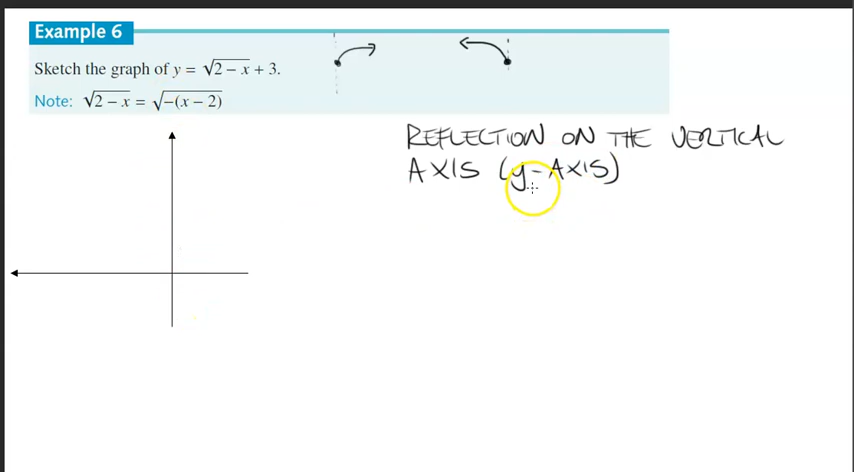 Example 6
Sketch the graph of y = √2 − x + 3.
Note: √2 − x = √−(x − 2)
REFLECTION ON THE VERTICAL
AXIS (y-AXIS)